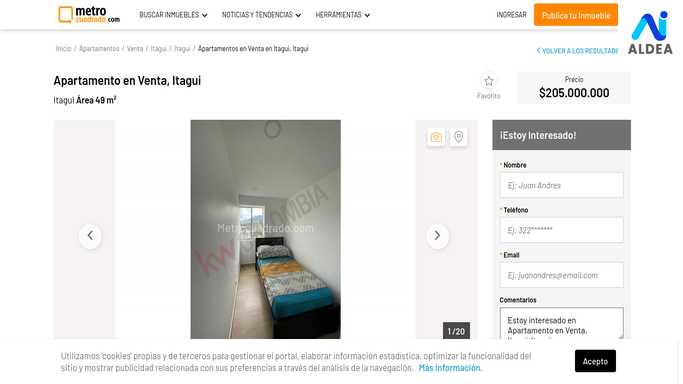 metro
cuadrado.com
BUSCAR INMUEBLES
NOTICIAS Y TENDENCIAS
HERRAMIENTAS
INGRESAR
Publica tu Inmueble
ALDEA
Inicio / Apartamentos / Venta / Itagui / Itagui / Apartamentos en Venta en Itagui, Itagui
VOLVER A LOS RESULTAD
Apartamento en Venta, Itagui
Itagui Área 49 m²
Favorito
Precio
$205.000.000
¡Estoy Interesado!
* Nombre
Ej: Juan Andres
* Teléfono
Ej: 322*******
* Email
Ej: juanandres@email.com
Comentarios
Estoy interesado en
Apartamento en Venta,
Metrocuadrado.com
kw COLOMBIA
1 / 20
Utilizamos 'cookies' propias y de terceros para gestionar el portal, elaborar información estadística, optimizar la funcionalidad del
sitio y mostrar publicidad relacionada con sus preferencias a través del análisis de la navegación. Más Información.
Acepto